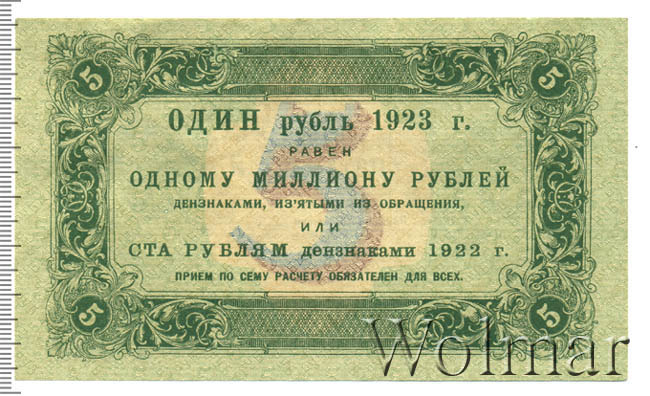 5 5
ОДИН рубль 1923 г.
РАВЕН
ОДНОМУ МИЛЛИОНУ РУБЛЕЙ
ДЕНЗНАКАМИ, ИЗ'ЯТЫМИ ИЗ ОБРАЩЕНИЯ,
ИЛИ
СТА РУБЛЯМ дензнаками 1922 г.
ПРИЕМ ПО СЕМУ РАСЧЕТУ ОБЯЗАТЕЛЕН ДЛЯ ВСЕХ.
5
5 5
Wolmar